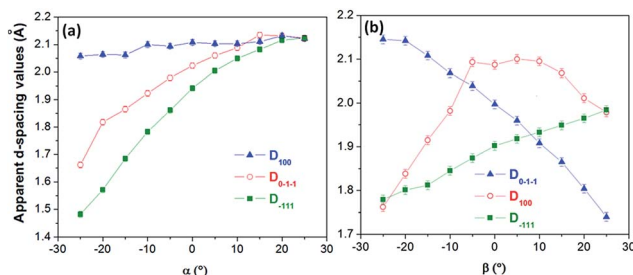 (a)
Apparent d-spacing values (Å)
2.2
2.1
2.0
1.9
1.8
1.7
1.6
1.5
1.4
D100
D0-1-1
D-111
-30 -20 -10 0 10 20 30
α (º)
(b)
2.2
2.1
2.0
1.9
1.8
1.7
D0-1-1
D100
D-111
-30 -20 -10 0 10 20 30
β (º)